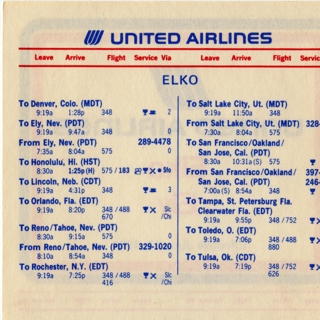 UNITED AIRLINES
Leave Arrive Flight Service Via
Leave Arrive Flight
ELKO
To Denver, Colo. (MDT)
9:19a 1:28p 348 2
To Ely, Nev. (PDT)
9:19a 9:47a 348 0
From Ely, Nev. (PDT) 289-4478
7:35a 8:04a 575 0
To Honolulu, Hi. (HST)
8:30a 1:25p(H) 575 / 183 Sfo
To Lincoln, Neb. (CDT)
9:19a 4:31p 348 3
To Orlando, Fla. (EDT)
9:19a 8:20p 348 / 488 Slc
670 /Chi
To Reno/Tahoe, Nev. (PDT)
8:30a 9:15a 575 0
From Reno/Tahoe, Nev. (PDT) 329-1020
8:10a 8:54a 348 0
To Rochester, N.Y. (EDT)
9:19a 7:25p 348 / 488 Slc
416 /Chi
To Salt Lake City, Ut. (MDT)
9:19a 11:50a 348
From Salt Lake City, Ut. (MDT) 328-
7:30a 8:04a 575
To San Francisco/Oakland/
San Jose, Cal. (PDT)
8:30a 10:31a(S) 575
From San Francisco/Oakland/ 397-
San Jose, Cal. (PDT) 246-
7:00a(S) 8:54a 348
To Tampa, St. Petersburg Fla.
Clearwater Fla. (EDT)
9:19a 9:55p 348 / 752
To Toledo, O. (EDT)
9:19a 7:06p 348 / 488
880
To Tulsa, Ok. (CDT)
9:19a 7:19p 348 / 752
626